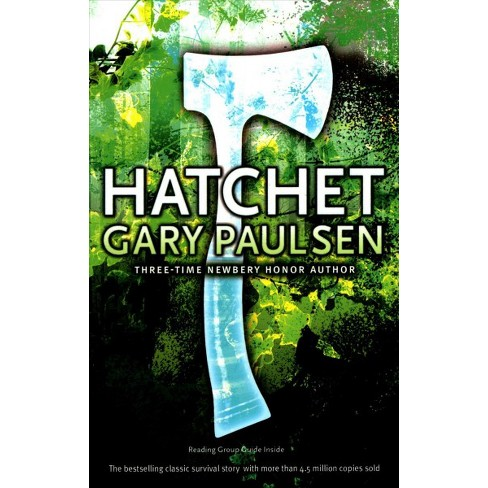 HATCHET
GARY PAULSEN
THREE-TIME NEWBERY HONOR AUTHOR
Reading Group Guide Inside
The bestselling classic survival story with more than 4.5 million copies sold